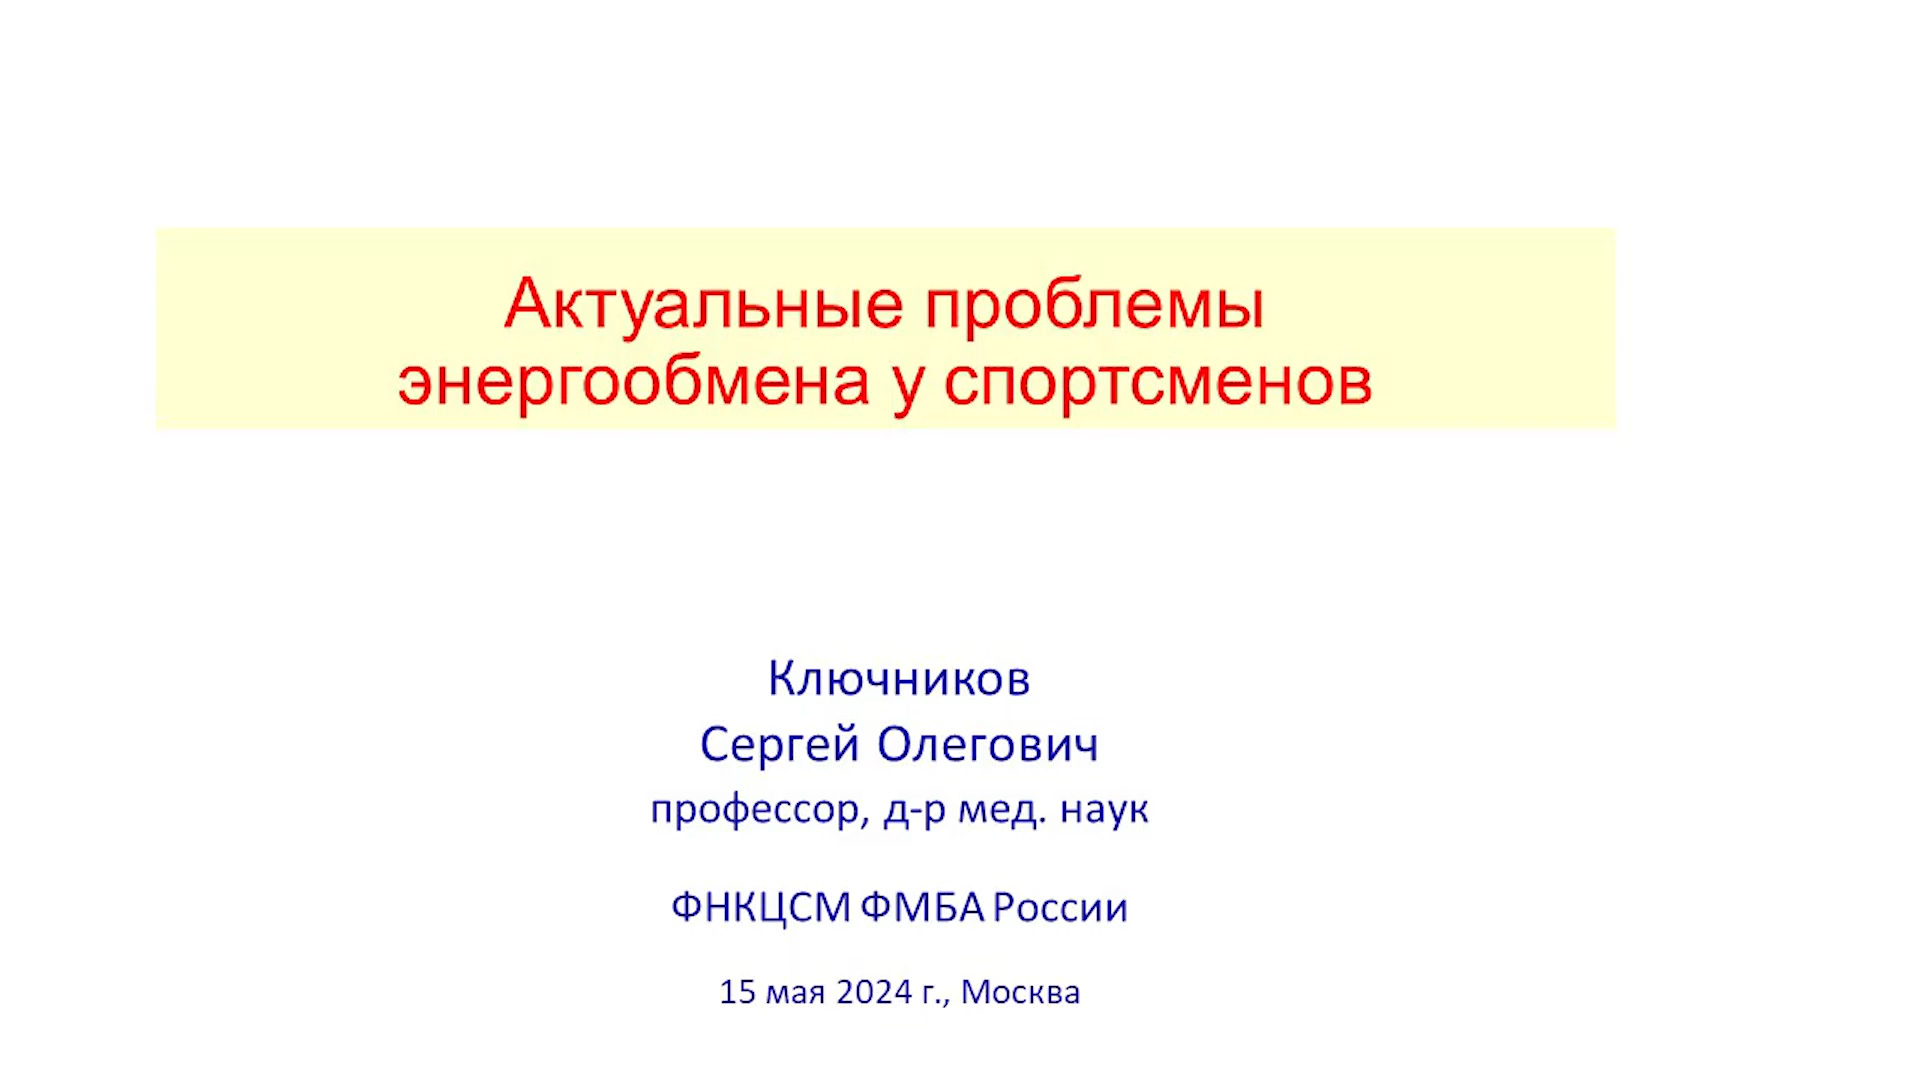 Актуальные проблемы
энергообмена у спортсменов
Ключников
Сергей Олегович
профессор, д-р мед. наук
ФНКЦСМ ФМБА России
15 мая 2024 г., Москва